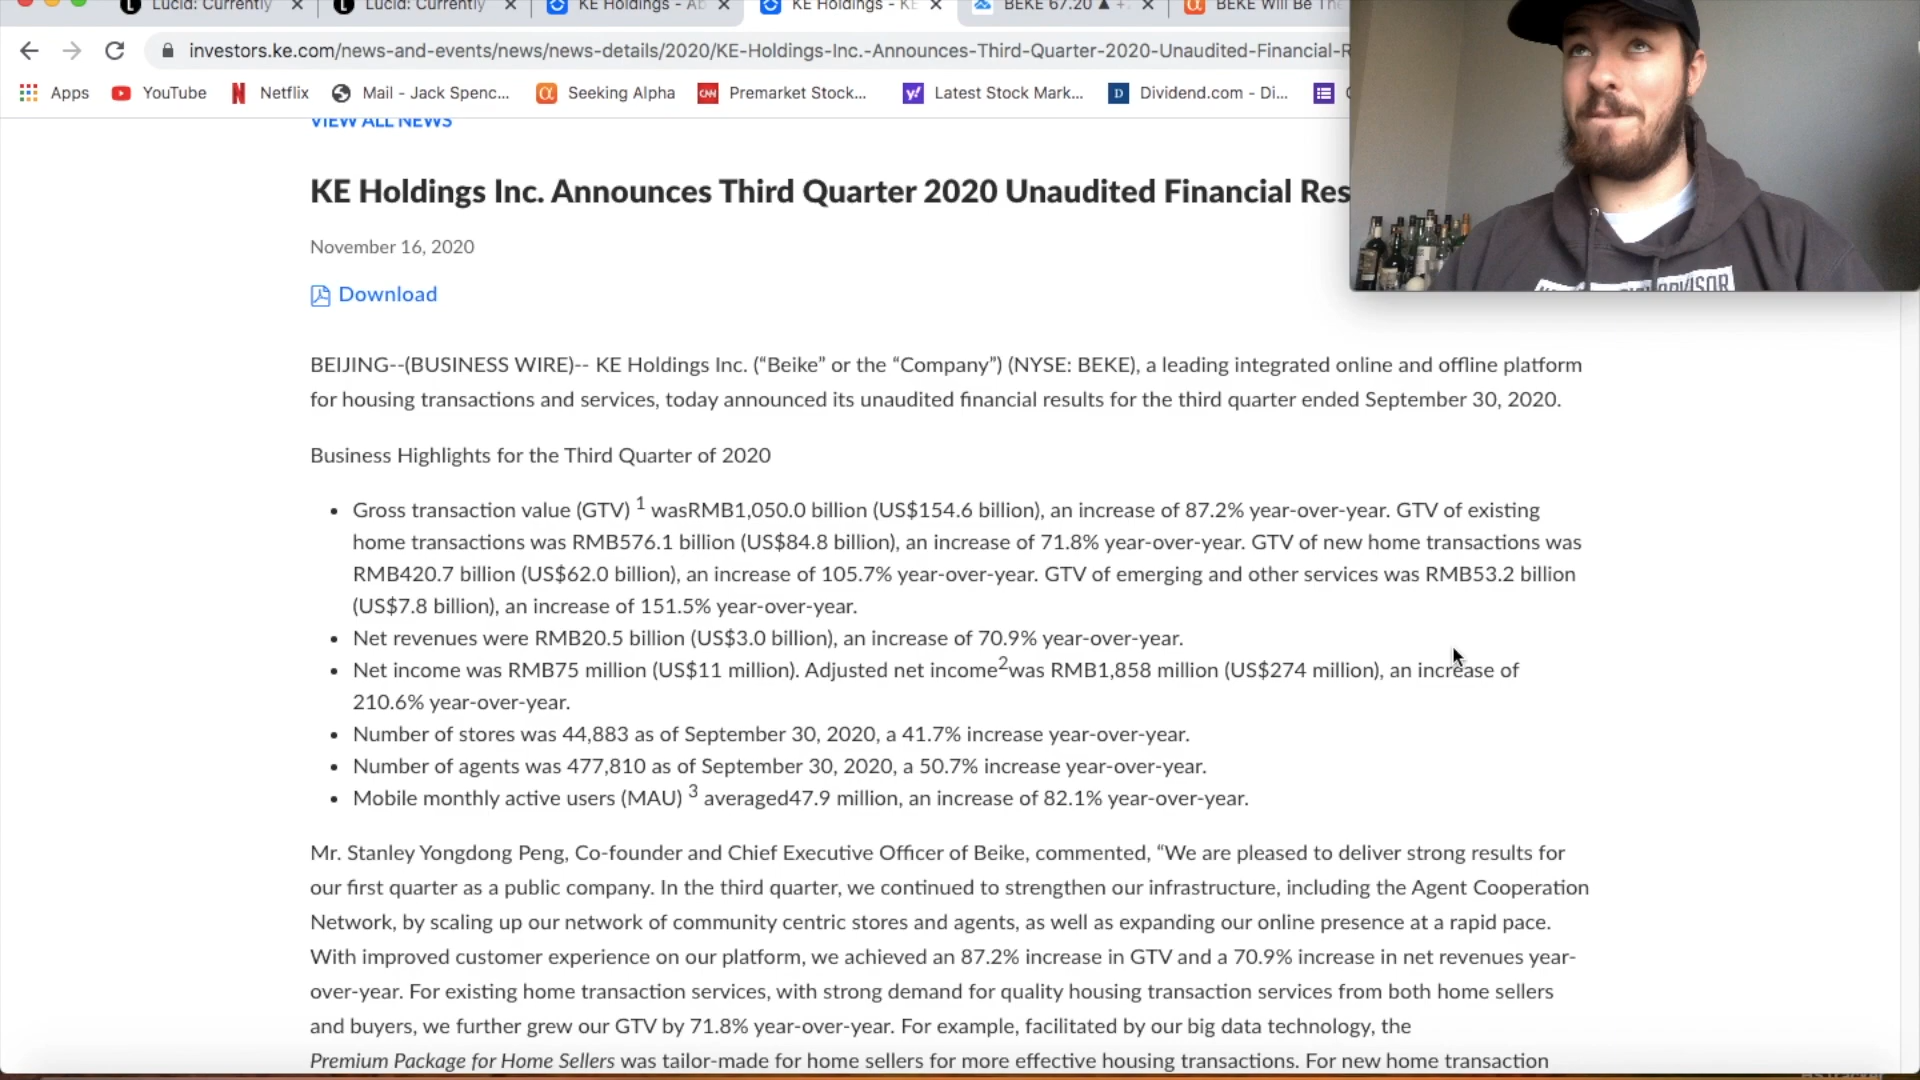 Lucid: Currently
Lucid: Currently
KE Holdings - Ab
KE Holdings - KE
BEKE 67.20 ▲ +
BEKE Will Be The
investors.ke.com/news-and-events/news/news-details/2020/KE-Holdings-Inc.-Announces-Third-Quarter-2020-Unaudited-Financial-R
Apps YouTube Netflix Mail - Jack Spenc... Seeking Alpha Premarket Stock... Latest Stock Mark... Dividend.com - Di...
VIEW ALL NEWS
KE Holdings Inc. Announces Third Quarter 2020 Unaudited Financial Res
November 16, 2020
Download
BEIJING--(BUSINESS WIRE)-- KE Holdings Inc. (“Beike” or the “Company”) (NYSE: BEKE), a leading integrated online and offline platform
for housing transactions and services, today announced its unaudited financial results for the third quarter ended September 30, 2020.
Business Highlights for the Third Quarter of 2020
• Gross transaction value (GTV) 1 wasRMB1,050.0 billion (US$154.6 billion), an increase of 87.2% year-over-year. GTV of existing
home transactions was RMB576.1 billion (US$84.8 billion), an increase of 71.8% year-over-year. GTV of new home transactions was
RMB420.7 billion (US$62.0 billion), an increase of 105.7% year-over-year. GTV of emerging and other services was RMB53.2 billion
(US$7.8 billion), an increase of 151.5% year-over-year.
• Net revenues were RMB20.5 billion (US$3.0 billion), an increase of 70.9% year-over-year.
• Net income was RMB75 million (US$11 million). Adjusted net income2was RMB1,858 million (US$274 million), an increase of
210.6% year-over-year.
• Number of stores was 44,883 as of September 30, 2020, a 41.7% increase year-over-year.
• Number of agents was 477,810 as of September 30, 2020, a 50.7% increase year-over-year.
• Mobile monthly active users (MAU) 3 averaged47.9 million, an increase of 82.1% year-over-year.
Mr. Stanley Yongdong Peng, Co-founder and Chief Executive Officer of Beike, commented, “We are pleased to deliver strong results for
our first quarter as a public company. In the third quarter, we continued to strengthen our infrastructure, including the Agent Cooperation
Network, by scaling up our network of community centric stores and agents, as well as expanding our online presence at a rapid pace.
With improved customer experience on our platform, we achieved an 87.2% increase in GTV and a 70.9% increase in net revenues year-
over-year. For existing home transaction services, with strong demand for quality housing transaction services from both home sellers
and buyers, we further grew our GTV by 71.8% year-over-year. For example, facilitated by our big data technology, the
Premium Package for Home Sellers was tailor-made for home sellers for more effective housing transactions. For new home transaction